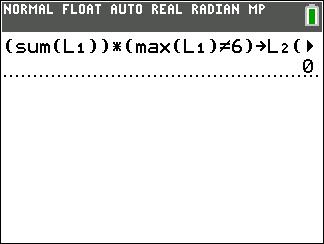 NORMAL FLOAT AUTO REAL RADIAN MP
(sum(L₁))*(max(L₁)≠6)→L₂(
0